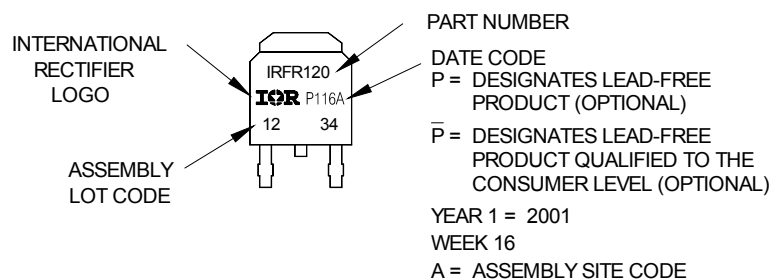 INTERNATIONAL
RECTIFIER
LOGO
ASSEMBLY
LOT CODE
IRFR120
IOR P116A
12 34
PART NUMBER
DATE CODE
P = DESIGNATES LEAD-FREE
PRODUCT (OPTIONAL)
P̅ = DESIGNATES LEAD-FREE
PRODUCT QUALIFIED TO THE
CONSUMER LEVEL (OPTIONAL)
YEAR 1 = 2001
WEEK 16
A = ASSEMBLY SITE CODE